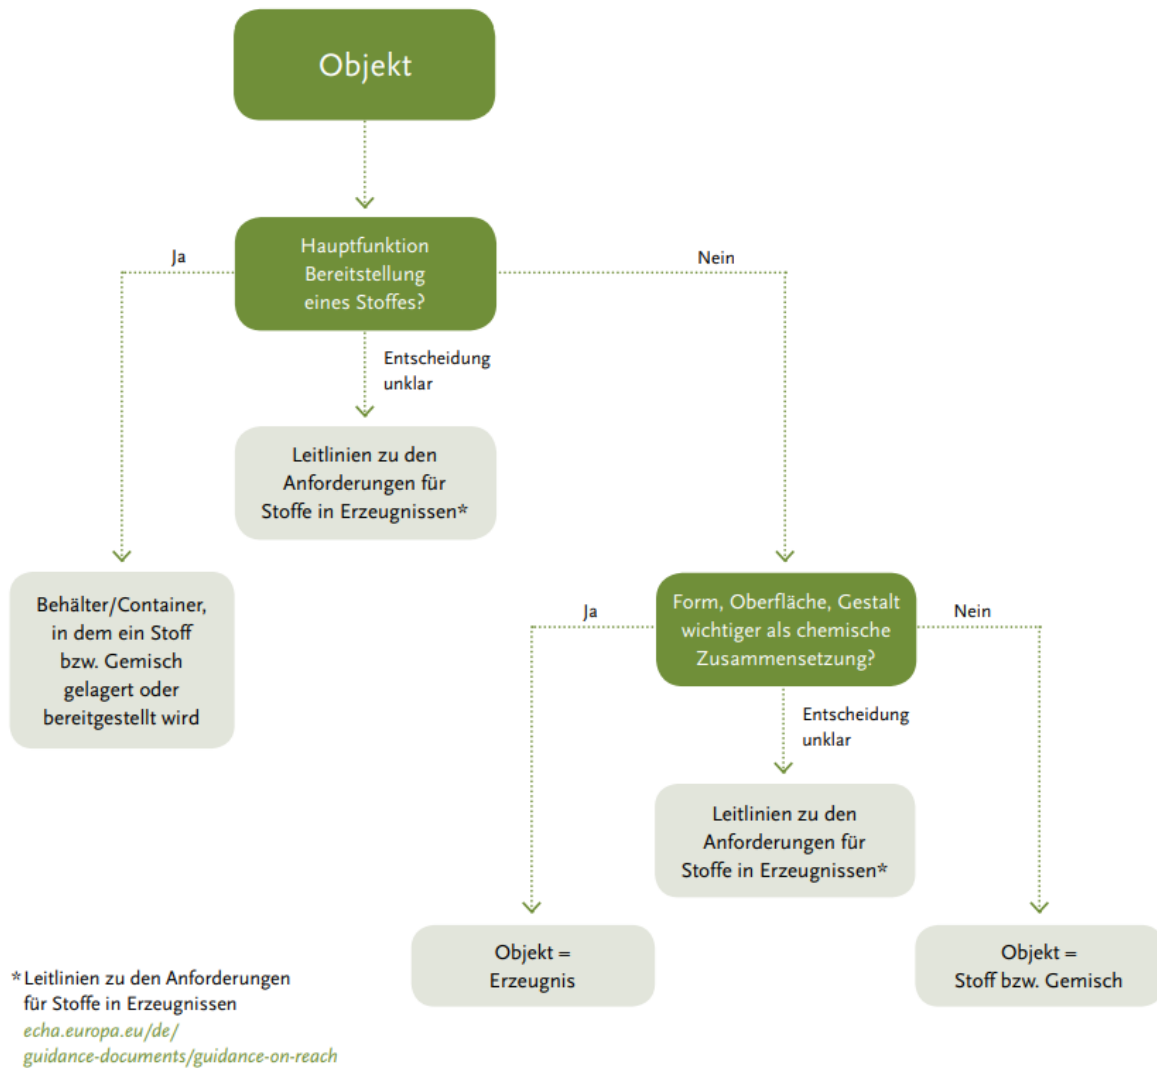 Objekt
Hauptfunktion
Bereitstellung
eines Stoffes?
Ja
Nein
Entscheidung
unklar
Leitlinien zu den
Anforderungen für
Stoffe in Erzeugnissen*
Behälter/Container,
in dem ein Stoff
bzw. Gemisch
gelagert oder
bereitgestellt wird
Form, Oberfläche, Gestalt
wichtiger als chemische
Zusammensetzung?
Ja
Nein
Entscheidung
unklar
Leitlinien zu den
Anforderungen für
Stoffe in Erzeugnissen*
Objekt =
Erzeugnis
Objekt =
Stoff bzw. Gemisch
* Leitlinien zu den Anforderungen
für Stoffe in Erzeugnissen
echa.europa.eu/de/
guidance-documents/guidance-on-reach